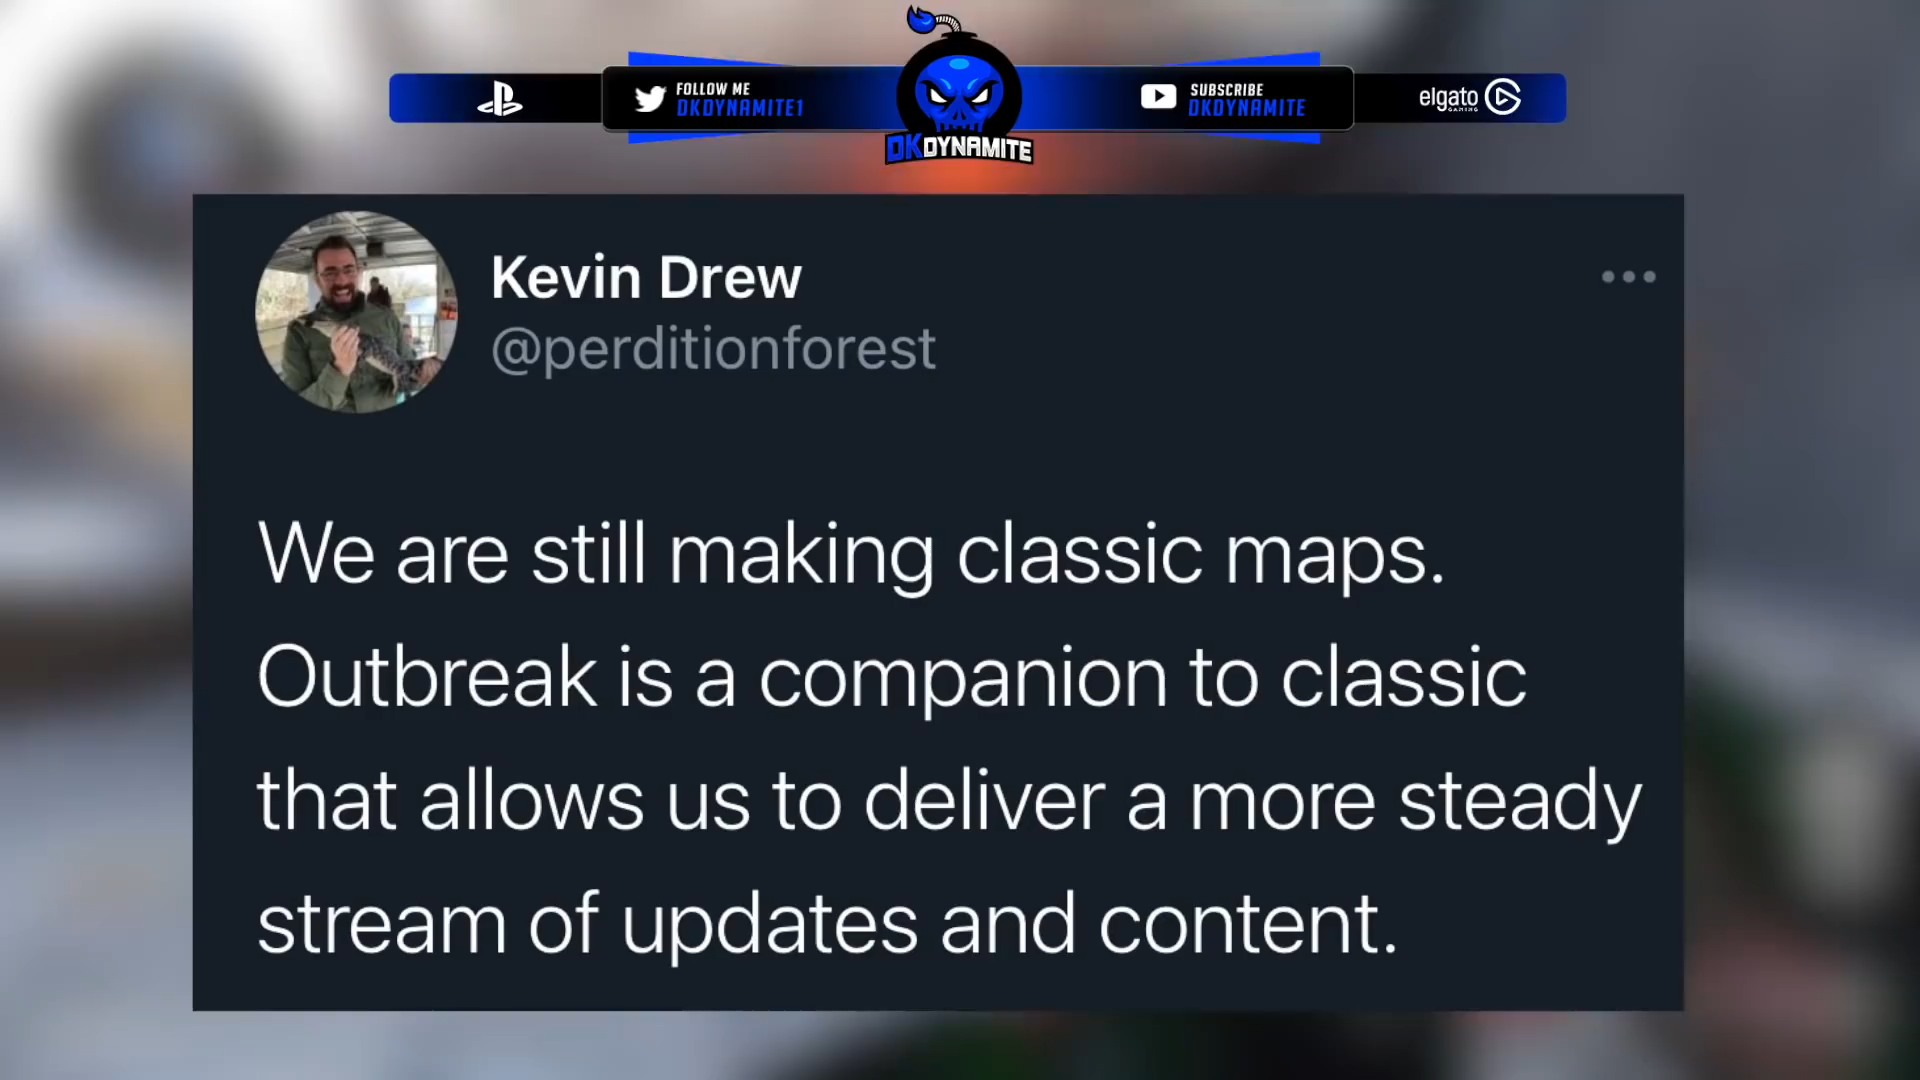 FOLLOW ME
DKDYNAMITE1
SUBSCRIBE
DKDYNAMITE
elgato
GAMING
DKDYNAMITE
Kevin Drew
@perditionforest
We are still making classic maps.
Outbreak is a companion to classic
that allows us to deliver a more steady
stream of updates and content.